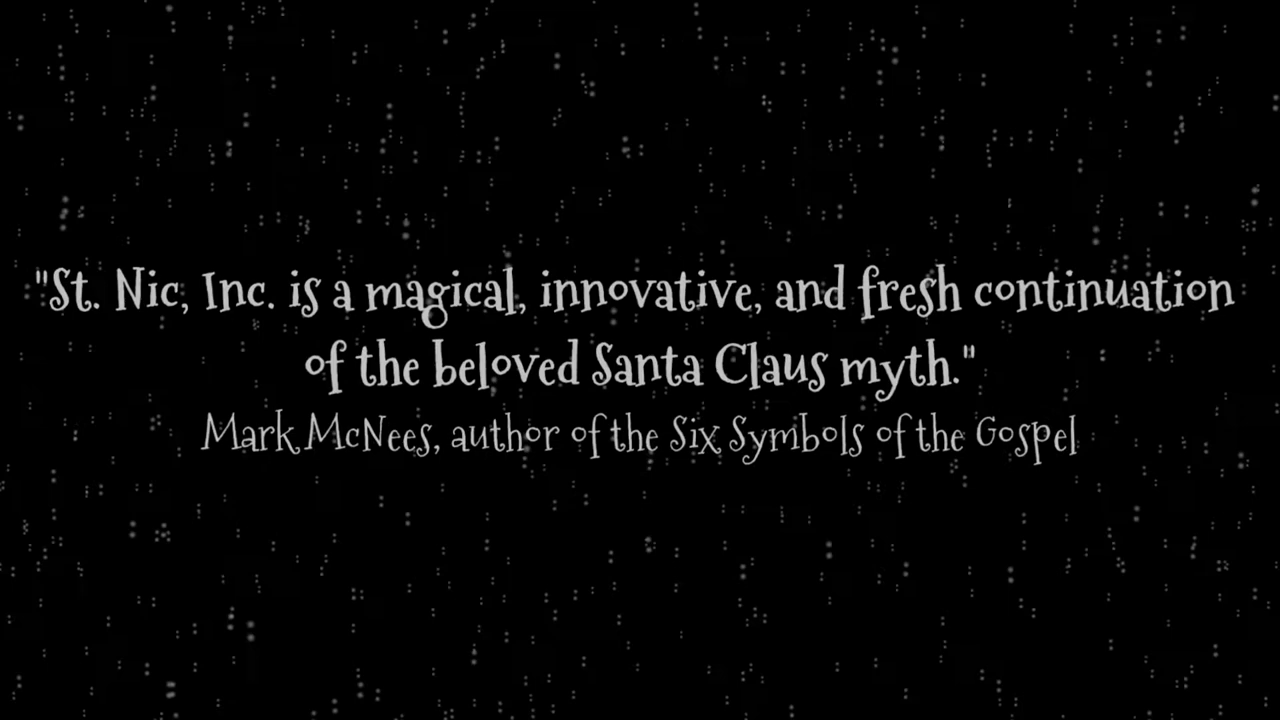 "St. Nic, Inc. is a magical, innovative, and fresh continuation
of the beloved Santa Claus myth."
Mark McNees, author of the Six Symbols of the Gospel